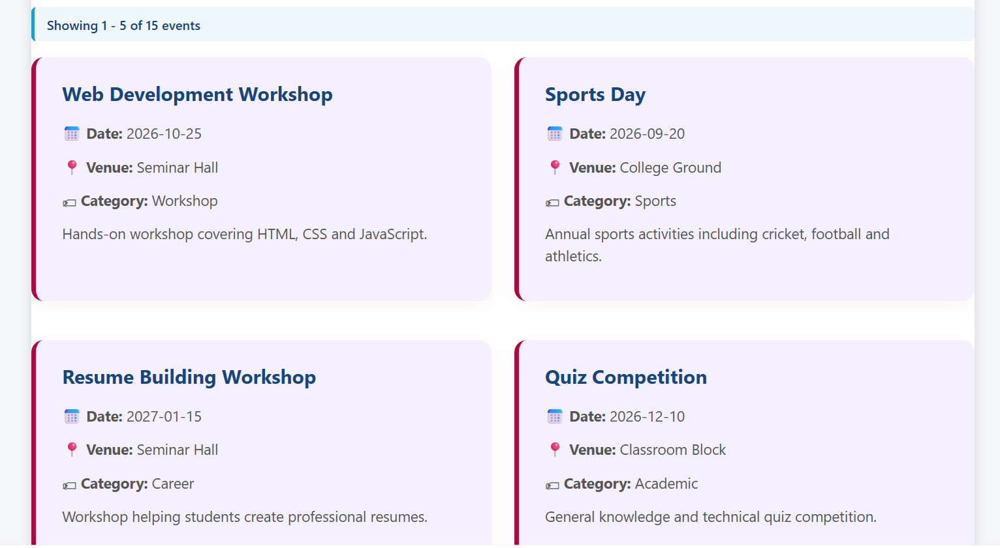 Showing 1 - 5 of 15 events
Web Development Workshop
Date: 2026-10-25
Venue: Seminar Hall
Category: Workshop
Hands-on workshop covering HTML, CSS and JavaScript.
Sports Day
Date: 2026-09-20
Venue: College Ground
Category: Sports
Annual sports activities including cricket, football and
athletics.
Resume Building Workshop
Date: 2027-01-15
Venue: Seminar Hall
Category: Career
Workshop helping students create professional resumes.
Quiz Competition
Date: 2026-12-10
Venue: Classroom Block
Category: Academic
General knowledge and technical quiz competition.